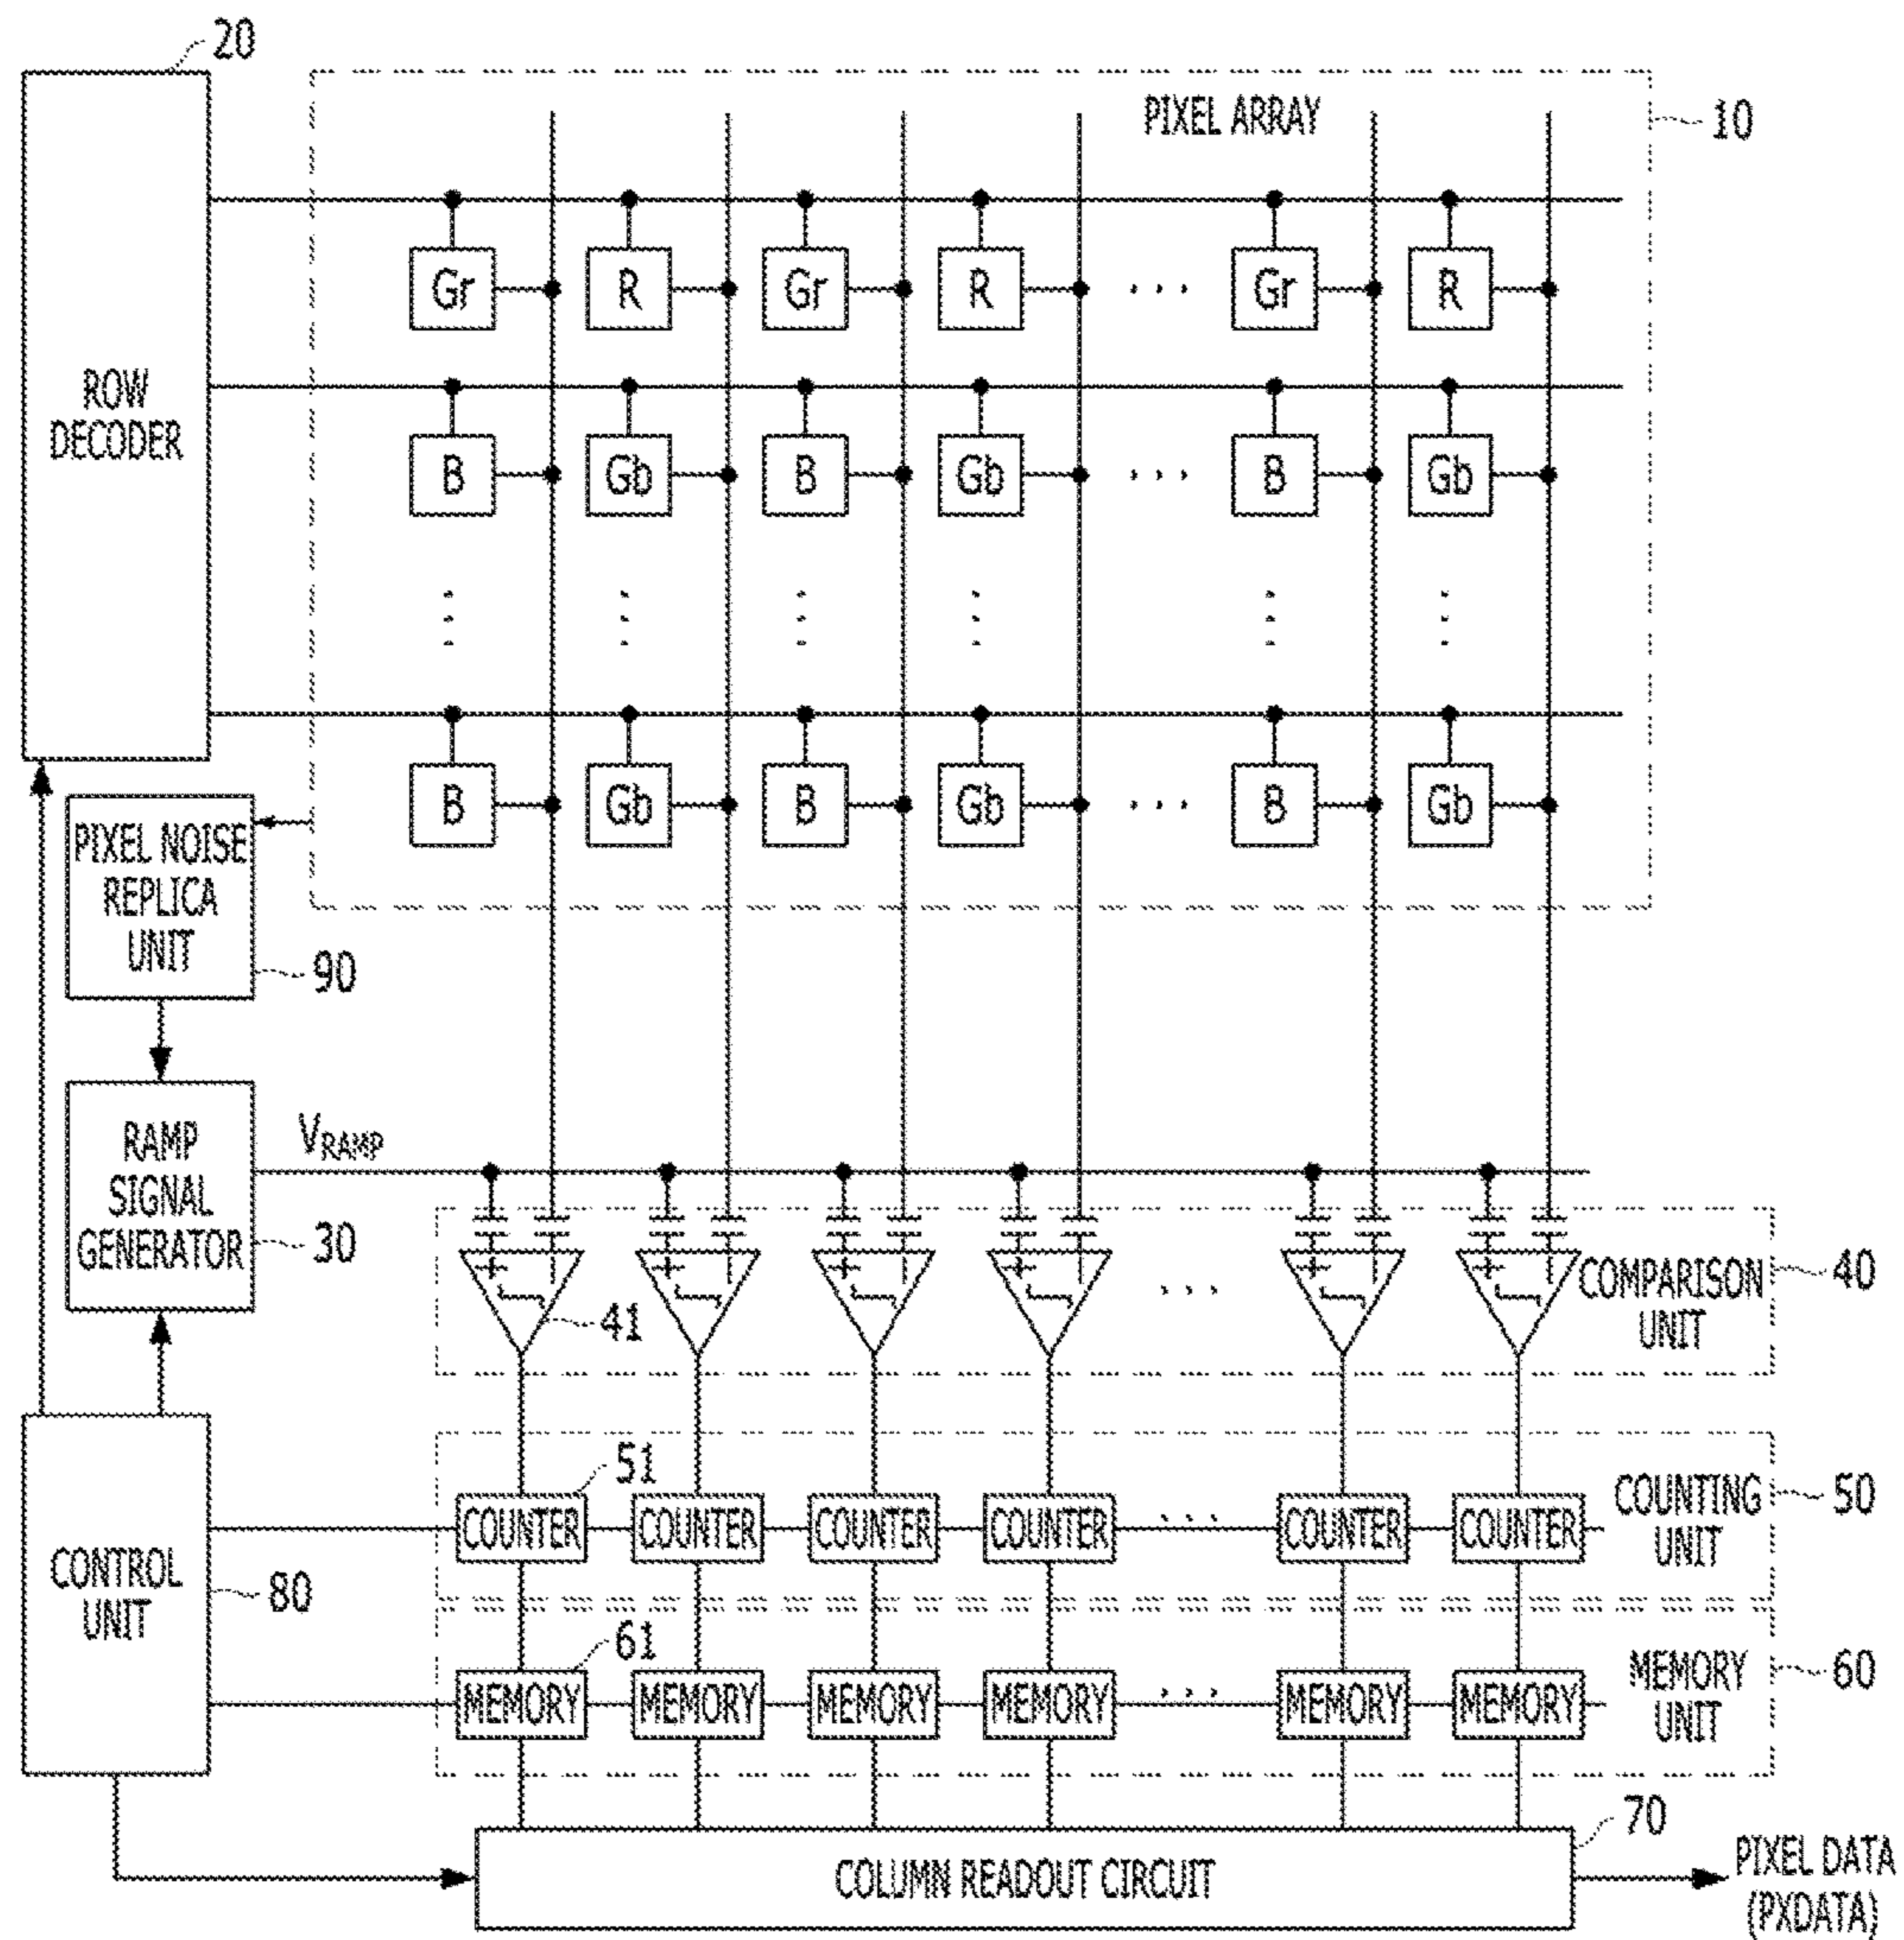 20
PIXEL ARRAY
10
Gr R Gr R ... Gr R
ROW
DECODER
B Gb B Gb ... B Gb
B Gb B Gb ... B Gb
PIXEL NOISE
REPLICA
UNIT
90
VRAMP
RAMP
SIGNAL
GENERATOR
30
+ - + - + - + - ... + - + -
41
COMPARISON
UNIT
40
51
COUNTER COUNTER COUNTER COUNTER ... COUNTER COUNTER
COUNTING
UNIT
50
CONTROL
UNIT
80
61
MEMORY MEMORY MEMORY MEMORY ... MEMORY MEMORY
MEMORY
UNIT
60
70
COLUMN READOUT CIRCUIT
PIXEL DATA
(PXDATA)